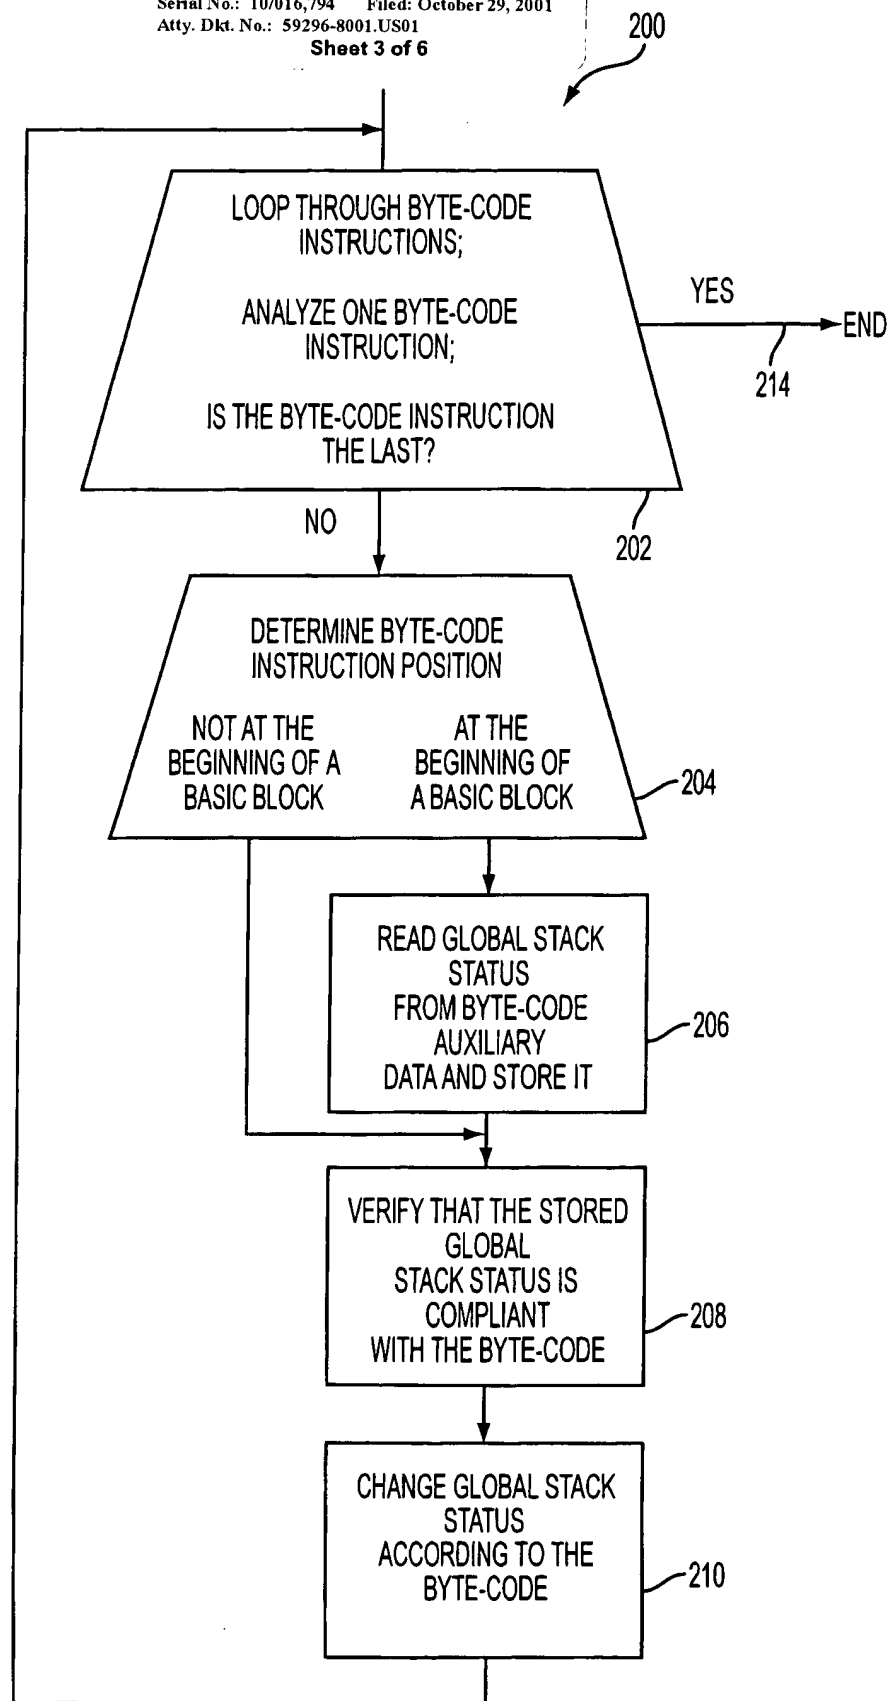 Serial No.: 10/016,794 Filed: October 29, 2001
Atty. Dkt. No.: 59296-8001.US01
Sheet 3 of 6
200
LOOP THROUGH BYTE-CODE
INSTRUCTIONS;
ANALYZE ONE BYTE-CODE
INSTRUCTION;
IS THE BYTE-CODE INSTRUCTION
THE LAST?
YES
END
214
NO
202
DETERMINE BYTE-CODE
INSTRUCTION POSITION
NOT AT THE
BEGINNING OF A
BASIC BLOCK
AT THE
BEGINNING OF
A BASIC BLOCK
204
READ GLOBAL STACK
STATUS
FROM BYTE-CODE
AUXILIARY
DATA AND STORE IT
206
VERIFY THAT THE STORED
GLOBAL
STACK STATUS IS
COMPLIANT
WITH THE BYTE-CODE
208
CHANGE GLOBAL STACK
STATUS
ACCORDING TO THE
BYTE-CODE
210